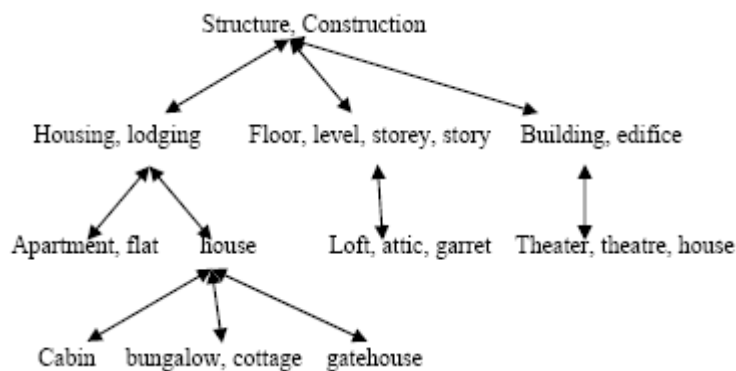 Structure, Construction
Housing, lodging Floor, level, storey, story Building, edifice
Apartment, flat house Loft, attic, garret Theater, theatre, house
Cabin bungalow, cottage gatehouse